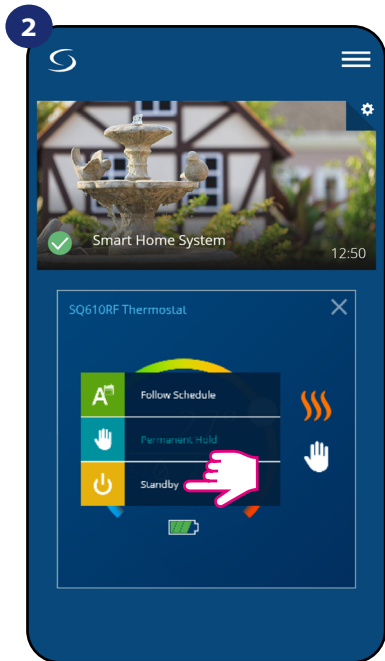 2
Smart Home System
12:50
SQ610RF Thermostat
A
Follow Schedule
Permanent Hold
Standby